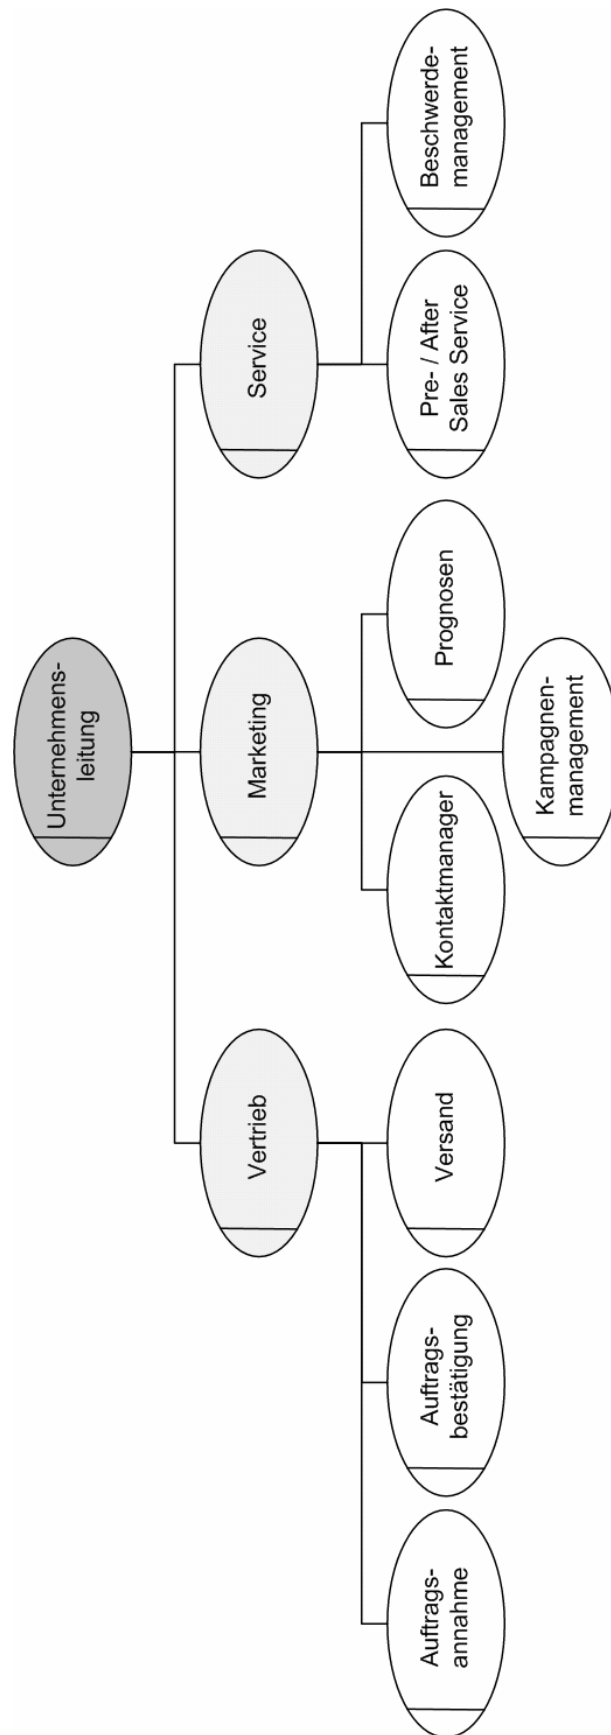 Unternehmens-
leitung
Vertrieb
Marketing
Service
Auftrags-
annahme
Auftrags-
bestätigung
Versand
Kontaktmanager
Kampagnen-
management
Prognosen
Pre- / After
Sales Service
Beschwerde-
management